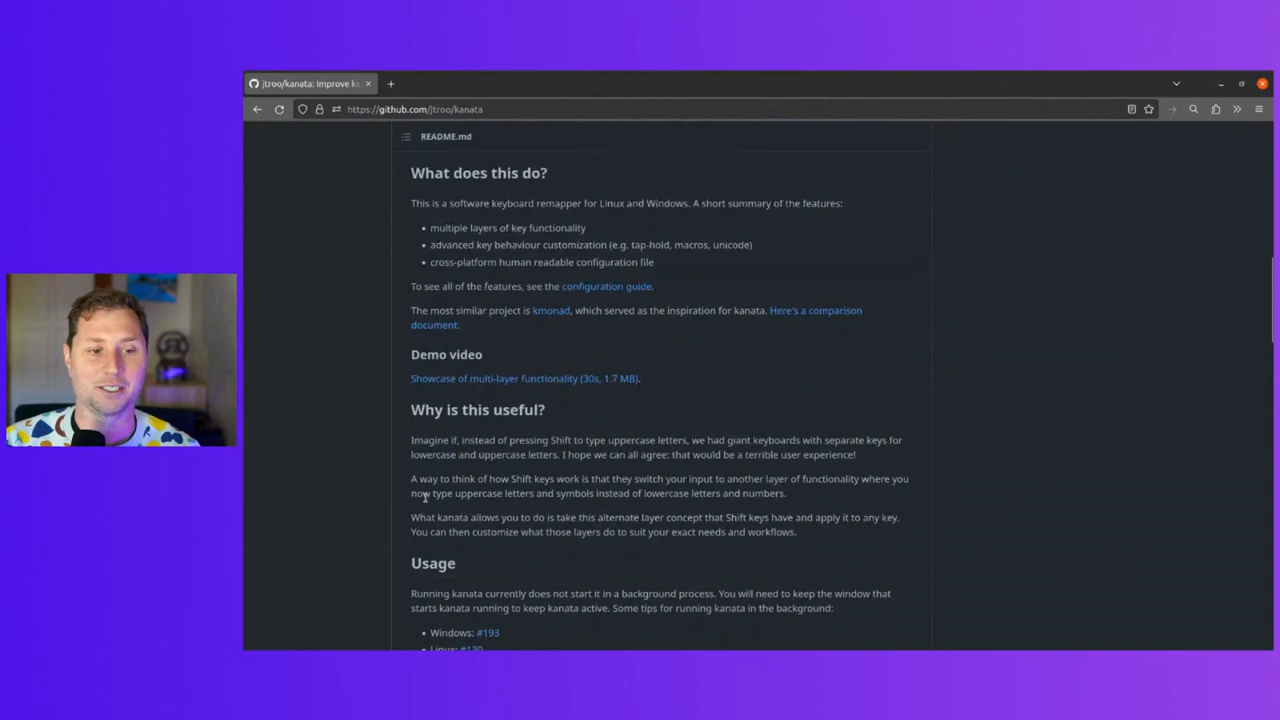 jtroo/kanata: Improve ke
https://github.com/jtroo/kanata
README.md
What does this do?
This is a software keyboard remapper for Linux and Windows. A short summary of the features:
• multiple layers of key functionality
• advanced key behaviour customization (e.g. tap-hold, macros, unicode)
• cross-platform human readable configuration file
To see all of the features, see the configuration guide.
The most similar project is kmonad, which served as the inspiration for kanata. Here's a comparison
document.
Demo video
Showcase of multi-layer functionality (30s, 1.7 MB).
Why is this useful?
Imagine if, instead of pressing Shift to type uppercase letters, we had giant keyboards with separate keys for
lowercase and uppercase letters. I hope we can all agree: that would be a terrible user experience!
A way to think of how Shift keys work is that they switch your input to another layer of functionality where you
now type uppercase letters and symbols instead of lowercase letters and numbers.
What kanata allows you to do is take this alternate layer concept that Shift keys have and apply it to any key.
You can then customize what those layers do to suit your exact needs and workflows.
Usage
Running kanata currently does not start it in a background process. You will need to keep the window that
starts kanata running to keep kanata active. Some tips for running kanata in the background:
• Windows: #193
• Linux: #130